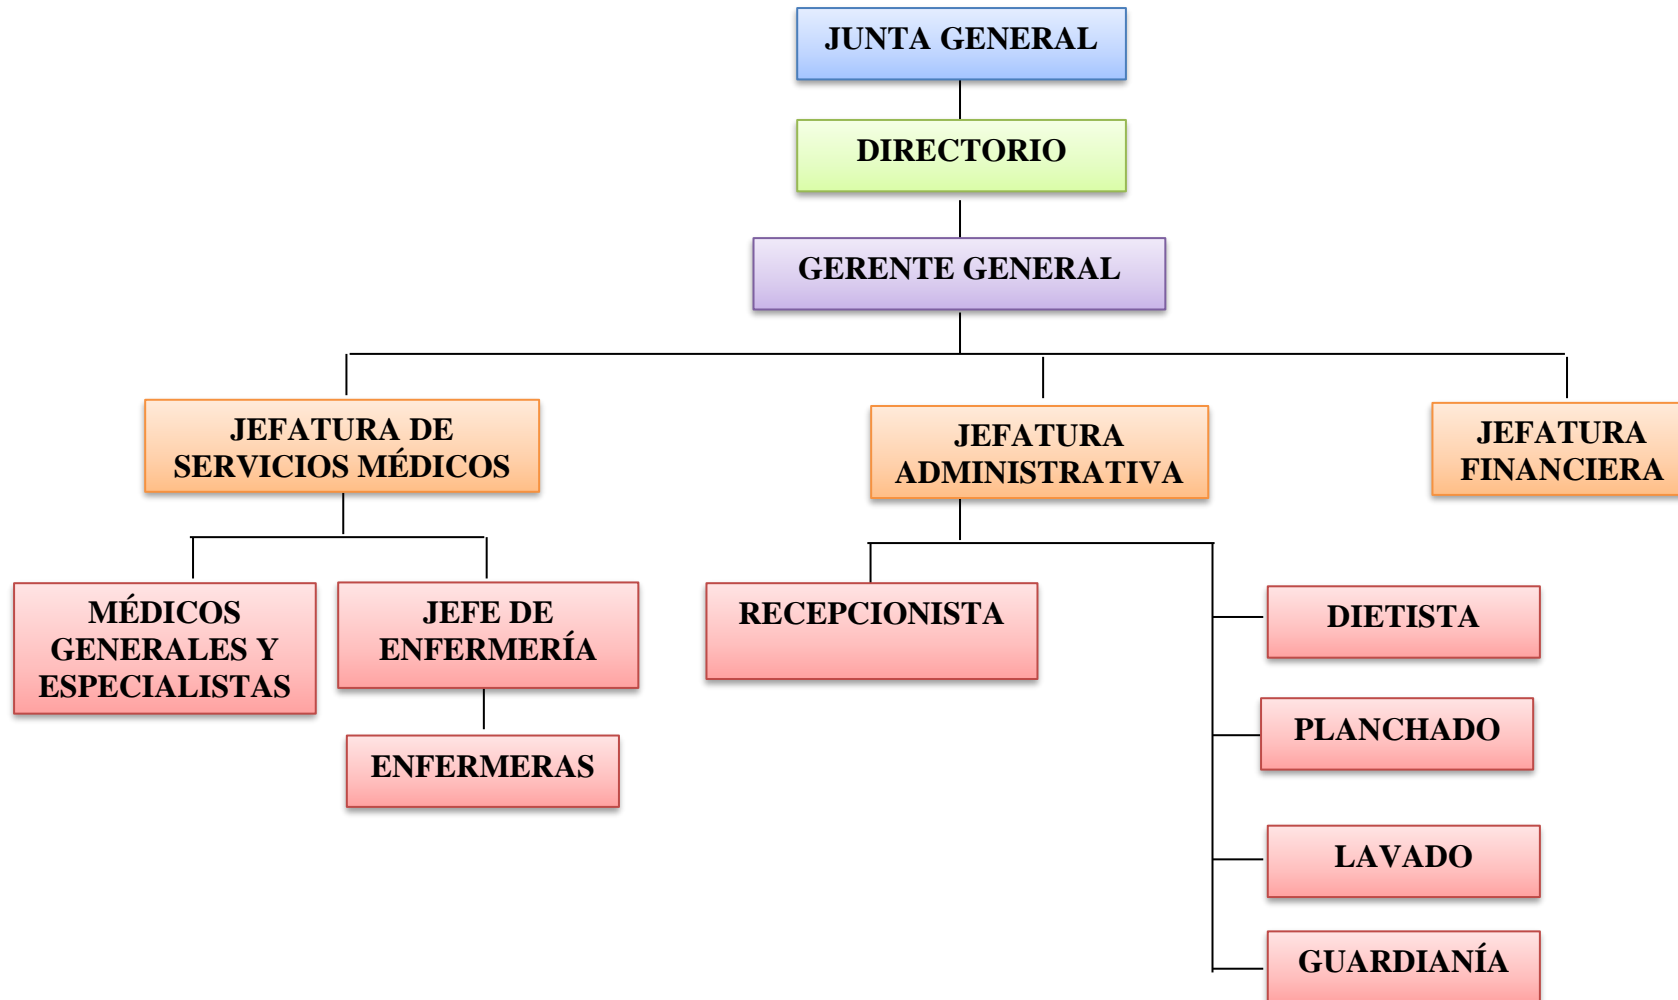 JUNTA GENERAL
DIRECTORIO
GERENTE GENERAL
JEFATURA DE
SERVICIOS MÉDICOS
JEFATURA
ADMINISTRATIVA
JEFATURA
FINANCIERA
MÉDICOS
GENERALES Y
ESPECIALISTAS
JEFE DE
ENFERMERÍA
ENFERMERAS
RECEPCIONISTA
DIETISTA
PLANCHADO
LAVADO
GUARDIANÍA